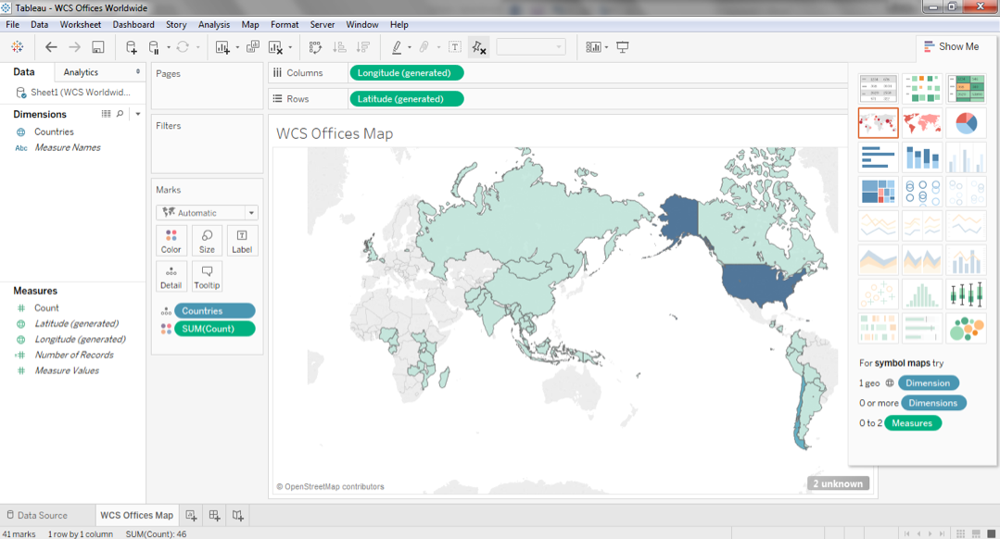 Tableau - WCS Offices Worldwide
File Data Worksheet Dashboard Story Analysis Map Format Server Window Help
Show Me
Data Analytics
Sheet1 (WCS Worldwid...
Dimensions
Countries
Abc Measure Names
Measures
Count
Latitude (generated)
Longitude (generated)
Number of Records
Measure Values
Pages
Filters
Marks
Automatic
Color Size Label
Detail Tooltip
Countries
SUM(Count)
Columns Longitude (generated)
Rows Latitude (generated)
WCS Offices Map
© OpenStreetMap contributors
2 unknown
For symbol maps try
1 geo Dimension
0 or more Dimensions
0 to 2 Measures
Data Source WCS Offices Map
41 marks 1 row by 1 column SUM(Count): 46